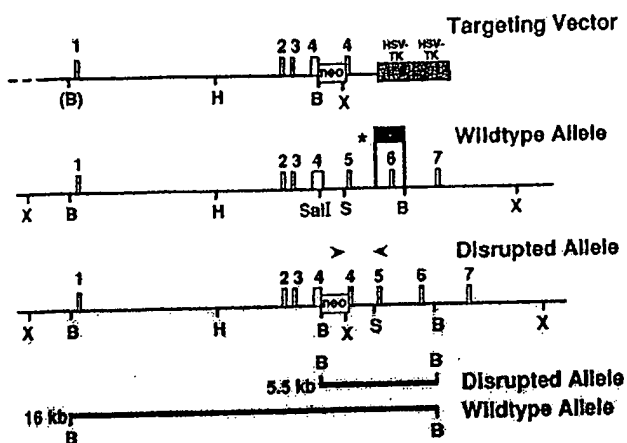 Targeting Vector
1 2 3 4 neo 4 HSV-TK HSV-TK
(B) H B X
* Wildtype Allele
1 2 3 4 5 6 7
X B H SalI S B X
Disrupted Allele
1 2 3 4 neo 4 5 6 7
X B H B X S B X
B B
5.5 kb Disrupted Allele
16 kb Wildtype Allele
B B